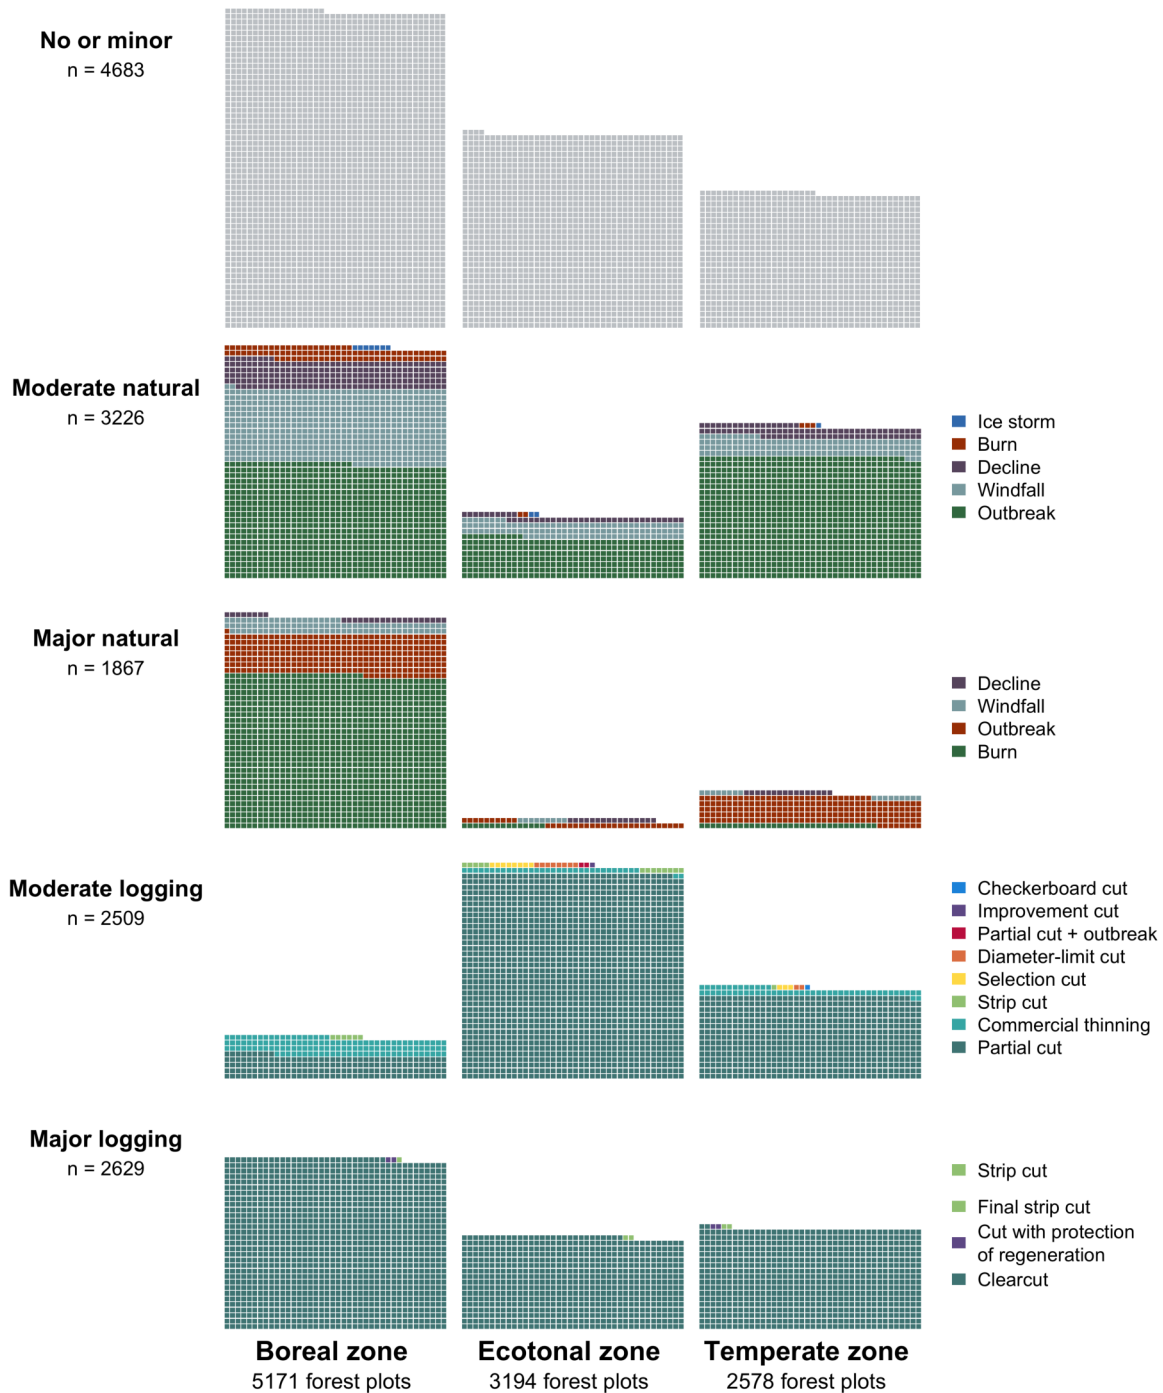 No or minor
n = 4683
Moderate natural
n = 3226
Ice storm
Burn
Decline
Windfall
Outbreak
Major natural
n = 1867
Decline
Windfall
Outbreak
Burn
Moderate logging
n = 2509
Checkerboard cut
Improvement cut
Partial cut + outbreak
Diameter-limit cut
Selection cut
Strip cut
Commercial thinning
Partial cut
Major logging
n = 2629
Strip cut
Final strip cut
Cut with protection
of regeneration
Clearcut
Boreal zone
5171 forest plots
Ecotonal zone
3194 forest plots
Temperate zone
2578 forest plots